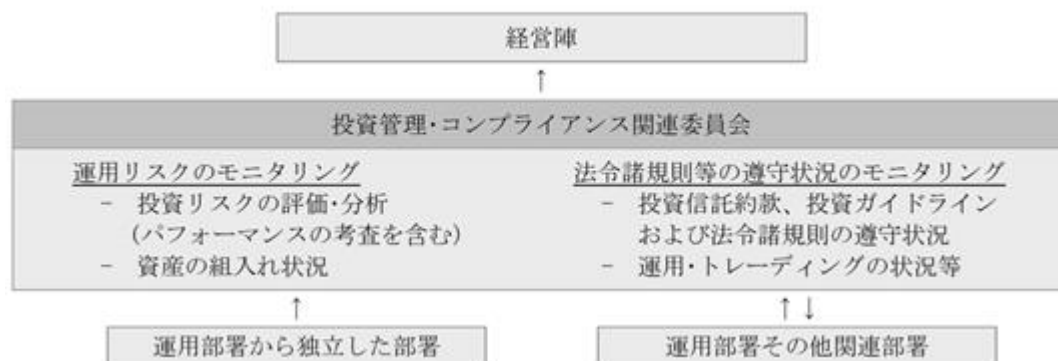 経営陣
↑
投資管理・コンプライアンス関連委員会
運用リスクのモニタリング
－ 投資リスクの評価・分析
(パフォーマンスの考査を含む)
－ 資産の組入れ状況
法令諸規則等の遵守状況のモニタリング
－ 投資信託約款、投資ガイドライン
および法令諸規則の遵守状況
－ 運用・トレーディングの状況等
↑
↑ ↓
運用部署から独立した部署
運用部署その他関連部署